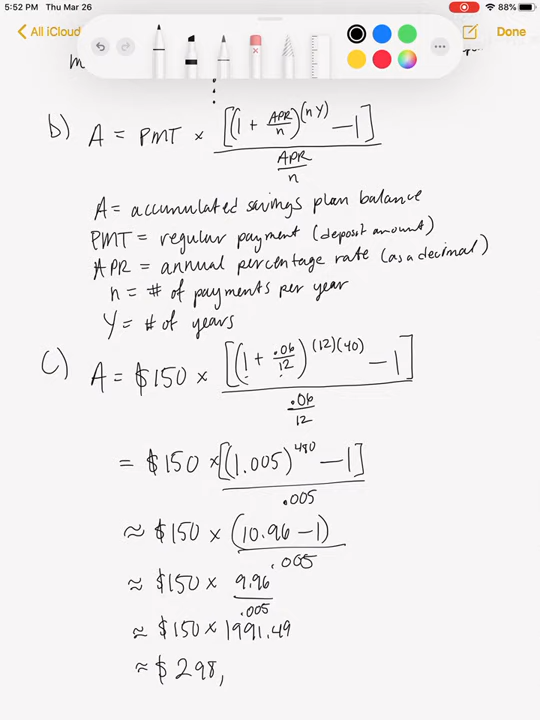 5:52 PM Thu Mar 26 88%
All iCloud Done
m
b) A = PMT × [(1 + APR/n)^(nY) − 1] / (APR/n)
A = accumulated savings plan balance
PMT = regular payment (deposit amount)
APR = annual percentage rate (as a decimal)
n = # of payments per year
Y = # of years
c) A = $150 × [(1 + .06/12)^(12)(40) − 1] / (.06/12)
= $150 × [(1.005)^480 − 1] / .005
≈ $150 × (10.96 − 1) / .005
≈ $150 × 9.96 / .005
≈ $150 × 1991.49
≈ $298,